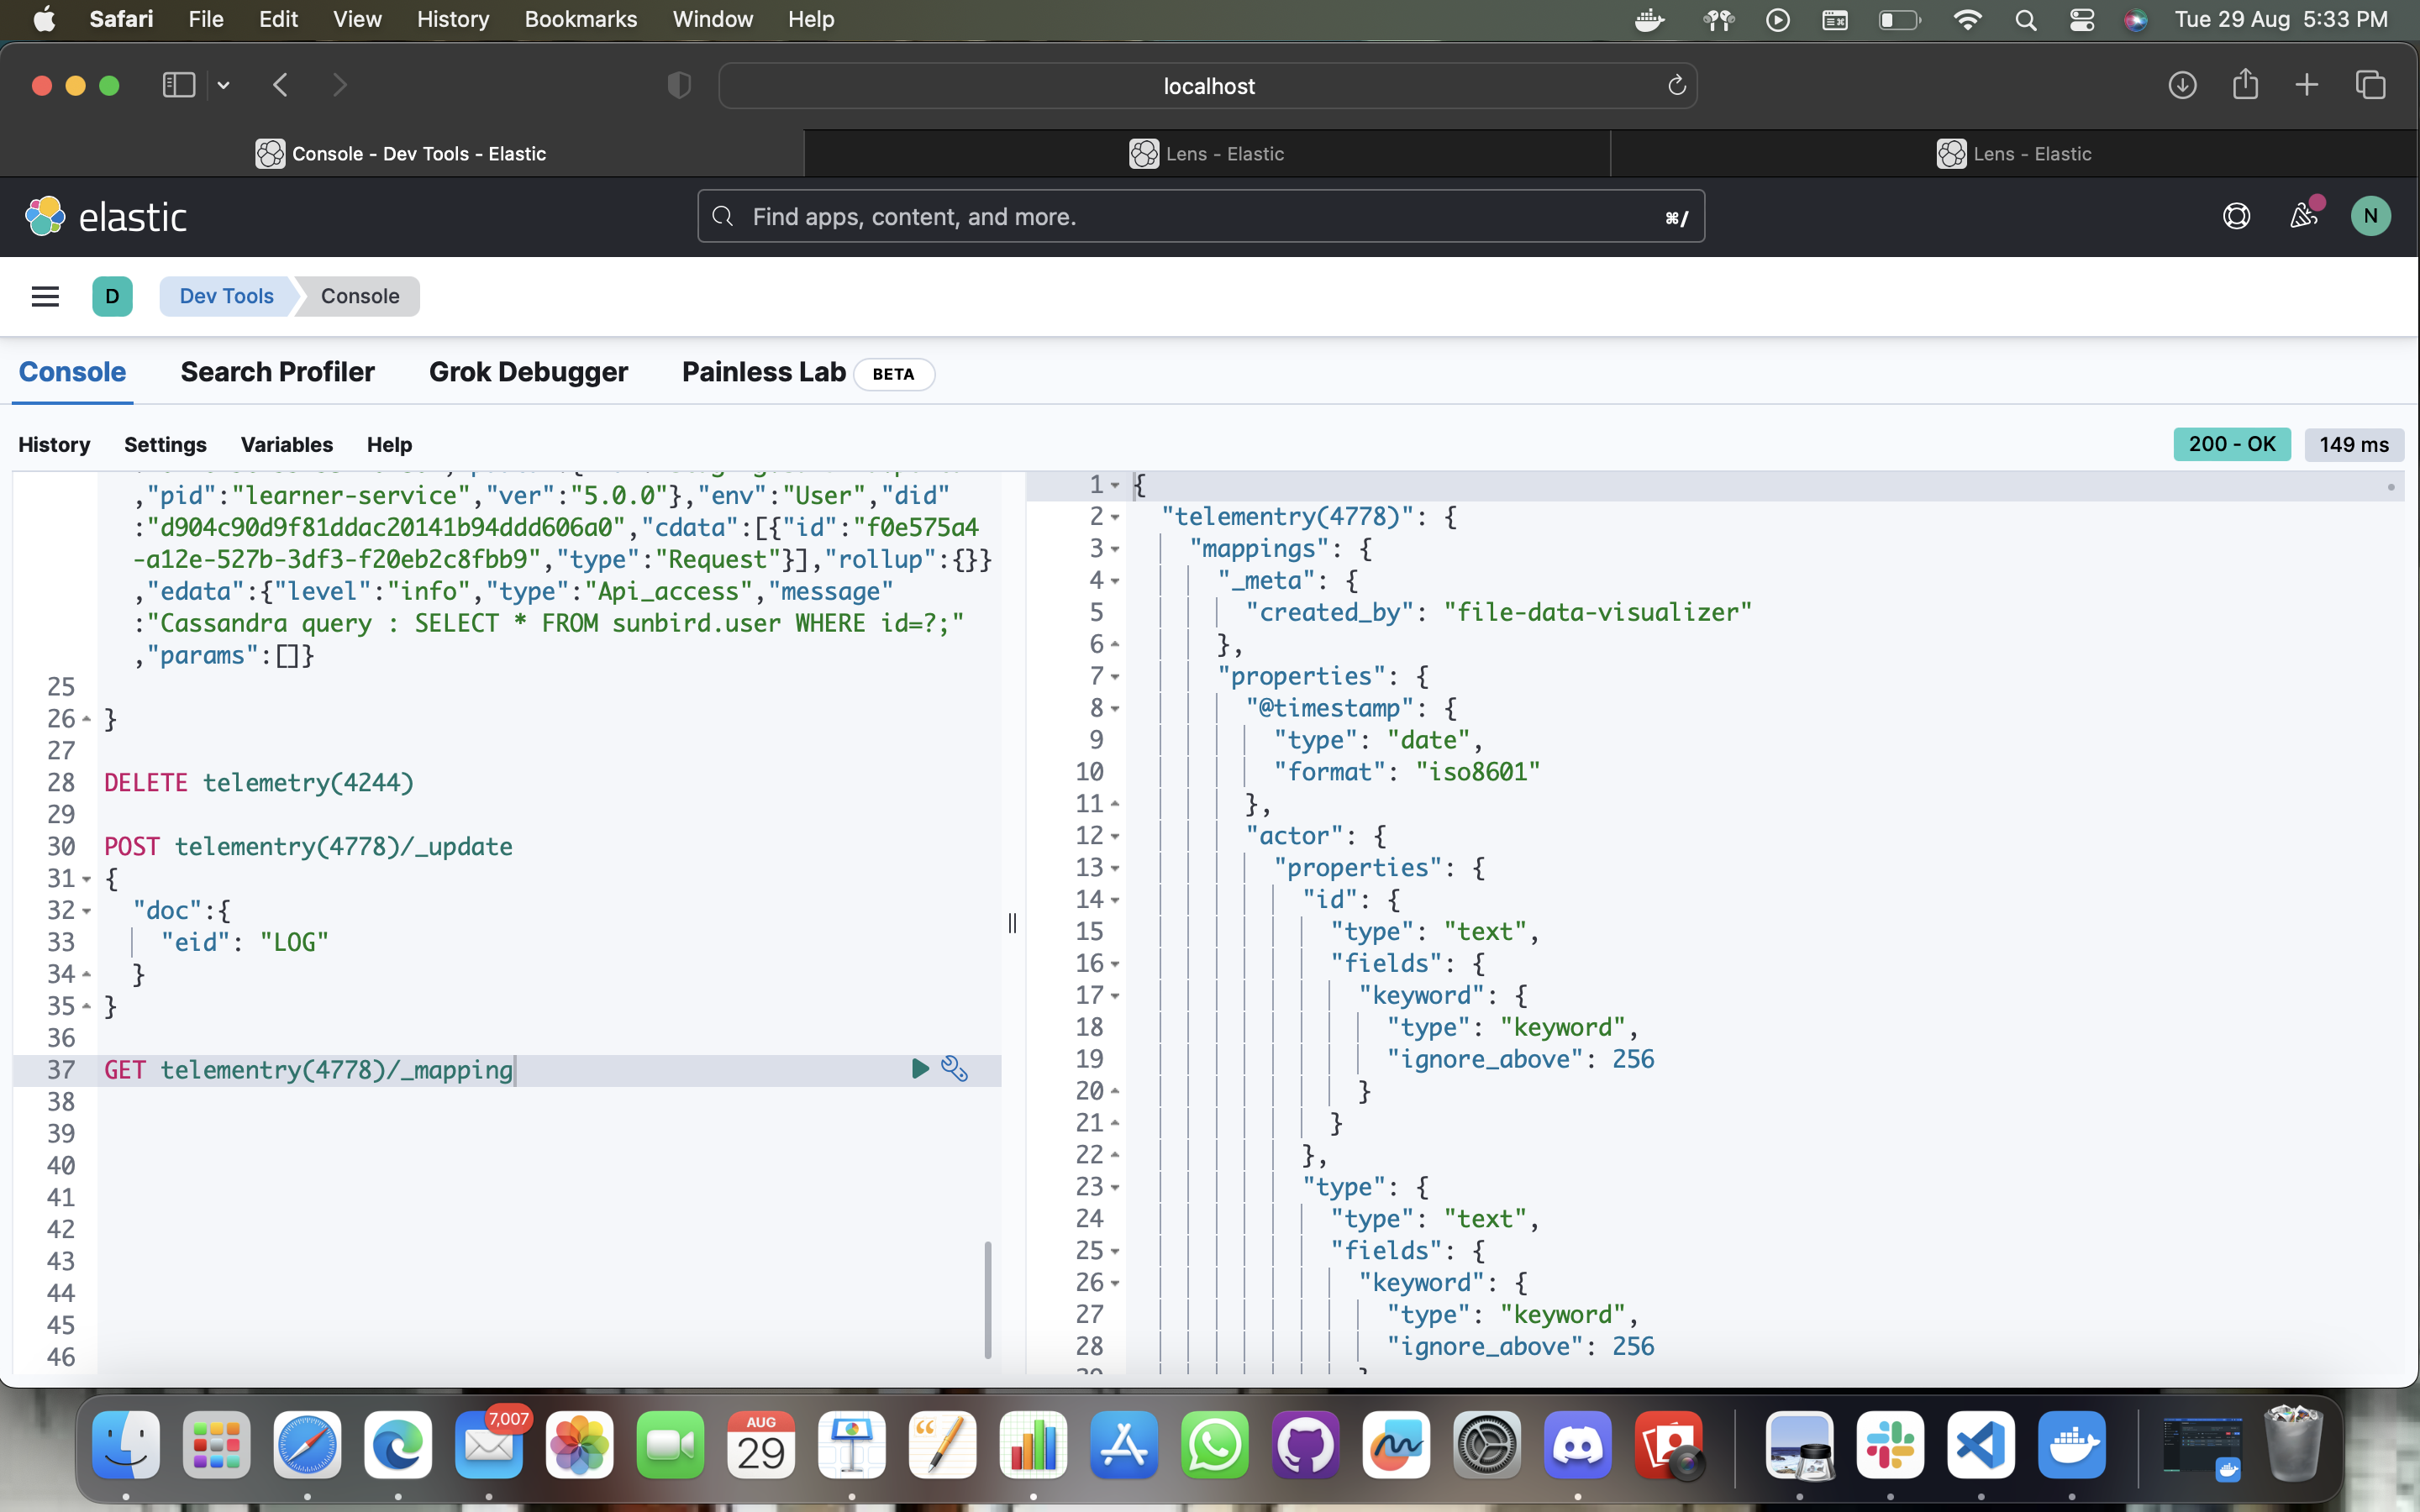 Safari File Edit View History Bookmarks Window Help Tue 29 Aug 5:33 PM
localhost
Console - Dev Tools - Elastic Lens - Elastic Lens - Elastic
elastic Find apps, content, and more. ⌘/ N
D Dev Tools Console
Console Search Profiler Grok Debugger Painless Lab BETA
History Settings Variables Help 200 - OK 149 ms
,"pid":"learner-service","ver":"5.0.0"},"env":"User","did"
:"d904c90d9f81ddac20141b94ddd606a0","cdata":[{"id":"f0e575a4
-a12e-527b-3df3-f20eb2c8fbb9","type":"Request"}],"rollup":{}}
,"edata":{"level":"info","type":"Api_access","message"
:"Cassandra query : SELECT * FROM sunbird.user WHERE id=?;"
,"params":[]}
25
26 }
27
28 DELETE telemetry(4244)
29
30 POST telementry(4778)/_update
31 {
32 "doc":{
33 "eid": "LOG"
34 }
35 }
36
37 GET telementry(4778)/_mapping
38
39
40
41
42
43
44
45
46
1 {
2 "telementry(4778)": {
3 "mappings": {
4 "_meta": {
5 "created_by": "file-data-visualizer"
6 },
7 "properties": {
8 "@timestamp": {
9 "type": "date",
10 "format": "iso8601"
11 },
12 "actor": {
13 "properties": {
14 "id": {
15 "type": "text",
16 "fields": {
17 "keyword": {
18 "type": "keyword",
19 "ignore_above": 256
20 }
21 }
22 },
23 "type": {
24 "type": "text",
25 "fields": {
26 "keyword": {
27 "type": "keyword",
28 "ignore_above": 256
7,007
AUG
29